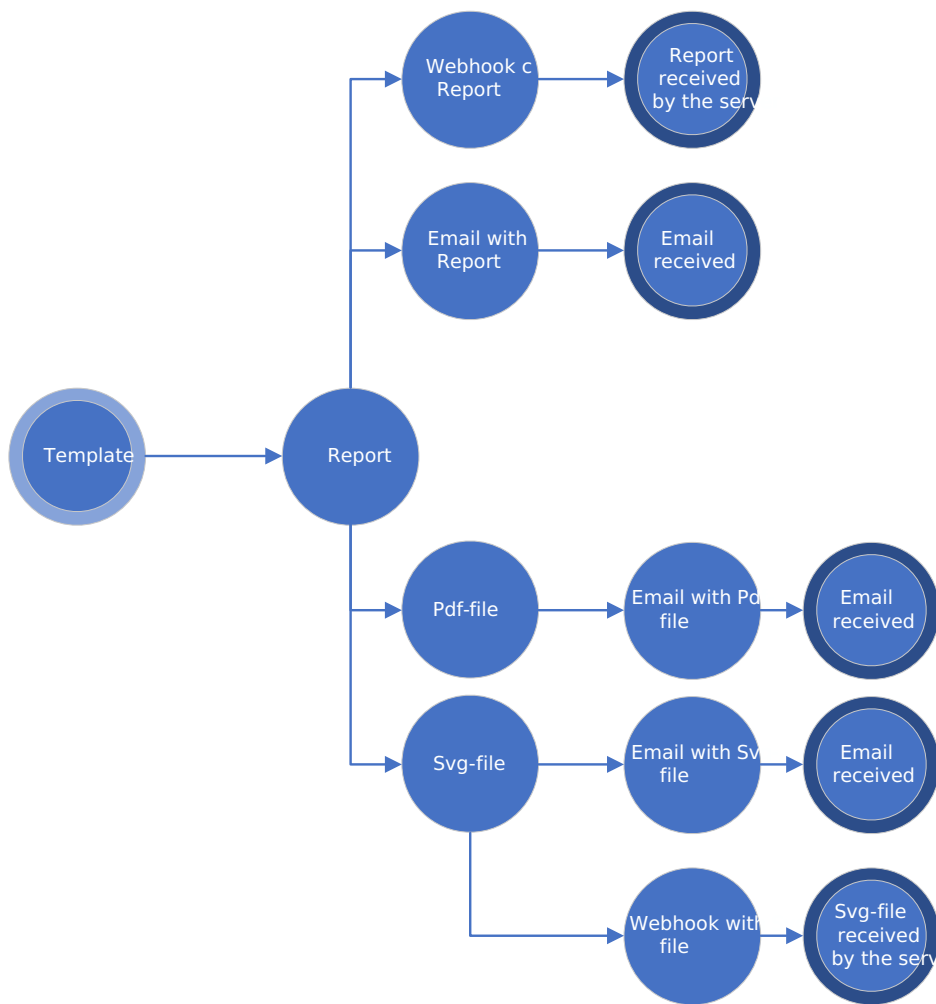 Webhook c
Report
Report
received
by the serv
Email with
Report
Email
received
Template
Report
Pdf-file
Email with Pd
file
Email
received
Svg-file
Email with Sv
file
Email
received
Webhook with
file
Svg-file
received
by the serv